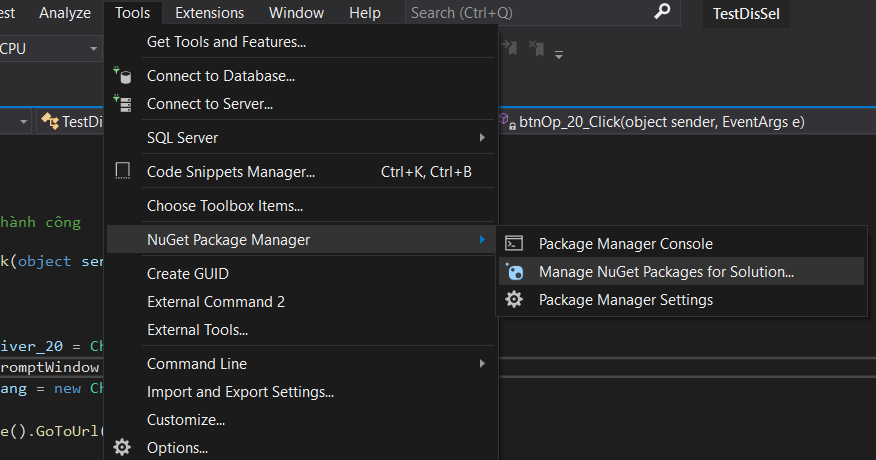 est Analyze Tools Extensions Window Help Search (Ctrl+Q) TestDisSel
CPU
Get Tools and Features...
Connect to Database...
Connect to Server...
TestDi
btnOp_20_Click(object sender, EventArgs e)
SQL Server
Code Snippets Manager... Ctrl+K, Ctrl+B
Choose Toolbox Items...
hành công
NuGet Package Manager
Package Manager Console
Manage NuGet Packages for Solution...
Package Manager Settings
k(object sen
Create GUID
External Command 2
External Tools...
iver_20 = Ch
romptWindow
Command Line
ang = new Ch
Import and Export Settings...
Customize...
e().GoToUrl(
Options...